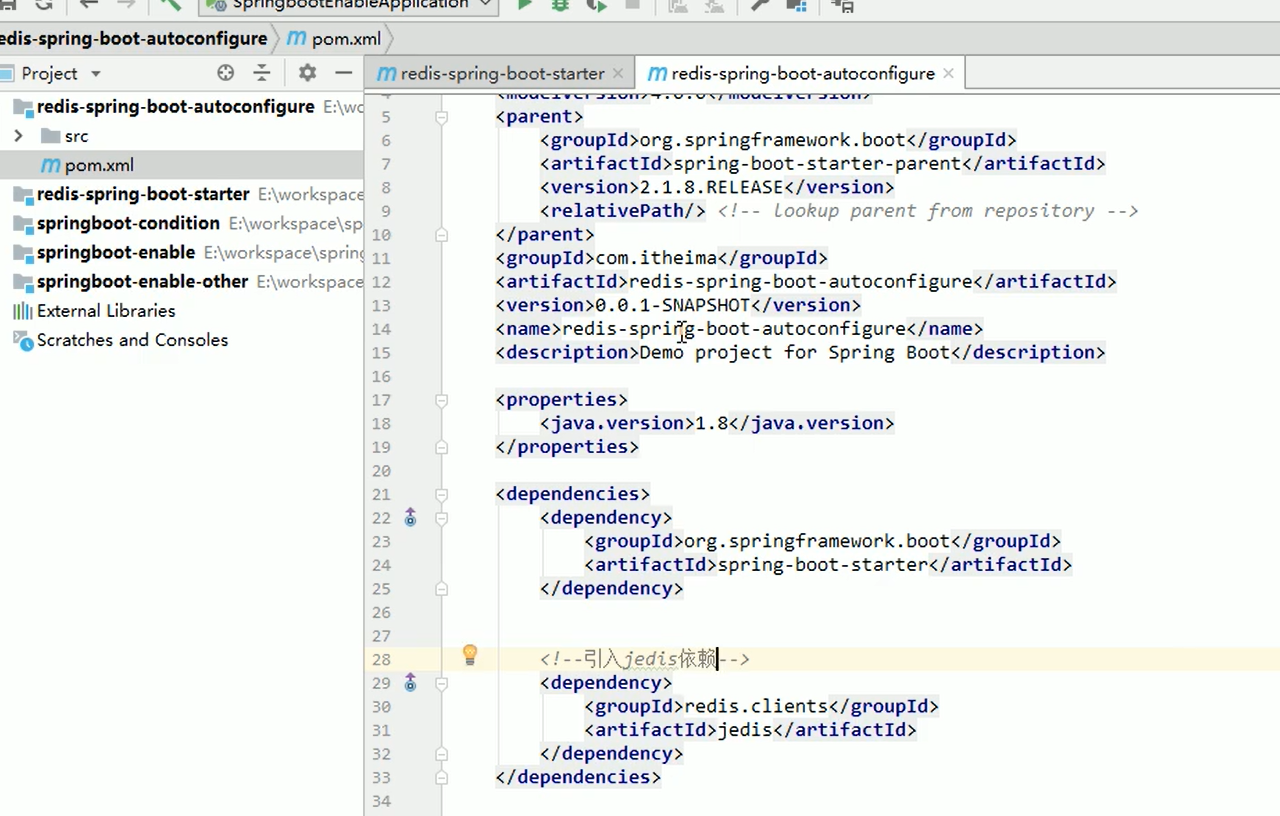 SpringbootEnableApplication
edis-spring-boot-autoconfigure pom.xml
Project
redis-spring-boot-starter redis-spring-boot-autoconfigure
redis-spring-boot-autoconfigure E:\wo
src
pom.xml
redis-spring-boot-starter E:\workspace
springboot-condition E:\workspace\sp
springboot-enable E:\workspace\spring
springboot-enable-other E:\workspace
External Libraries
Scratches and Consoles
4 <modelVersion>4.0.0</modelVersion>
5 <parent>
6 <groupId>org.springframework.boot</groupId>
7 <artifactId>spring-boot-starter-parent</artifactId>
8 <version>2.1.8.RELEASE</version>
9 <relativePath/> <!-- lookup parent from repository -->
10 </parent>
11 <groupId>com.itheima</groupId>
12 <artifactId>redis-spring-boot-autoconfigure</artifactId>
13 <version>0.0.1-SNAPSHOT</version>
14 <name>redis-spring-boot-autoconfigure</name>
15 <description>Demo project for Spring Boot</description>
16
17 <properties>
18 <java.version>1.8</java.version>
19 </properties>
20
21 <dependencies>
22 <dependency>
23 <groupId>org.springframework.boot</groupId>
24 <artifactId>spring-boot-starter</artifactId>
25 </dependency>
26
27
28 <!--引入jedis依赖-->
29 <dependency>
30 <groupId>redis.clients</groupId>
31 <artifactId>jedis</artifactId>
32 </dependency>
33 </dependencies>
34